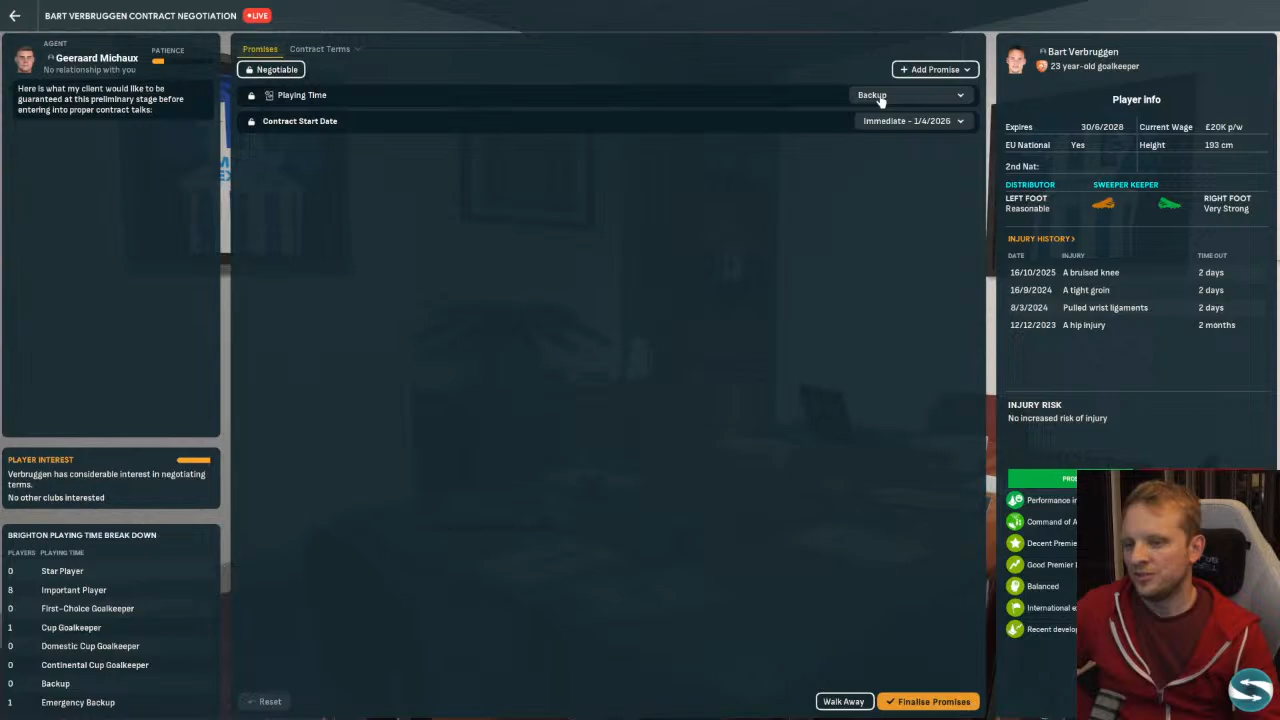 BART VERBRUGGEN CONTRACT NEGOTIATION
LIVE
AGENT
Geeraard Michaux
No relationship with you
PATIENCE
Here is what my client would like to be
guaranteed at this preliminary stage before
entering into proper contract talks:
PLAYER INTEREST
Verbruggen has considerable interest in negotiating
terms.
No other clubs interested
BRIGHTON PLAYING TIME BREAK DOWN
PLAYERS PLAYING TIME
0 Star Player
8 Important Player
0 First-Choice Goalkeeper
1 Cup Goalkeeper
0 Domestic Cup Goalkeeper
0 Continental Cup Goalkeeper
0 Backup
1 Emergency Backup
Promises Contract Terms
Negotiable
+ Add Promise
Playing Time Backup
Contract Start Date Immediate - 1/4/2026
Reset
Walk Away
Finalise Promises
Bart Verbruggen
23 year-old goalkeeper
Player info
Expires 30/6/2028 Current Wage £20K p/w
EU National Yes Height 193 cm
2nd Nat:
DISTRIBUTOR SWEEPER KEEPER
LEFT FOOT RIGHT FOOT
Reasonable Very Strong
INJURY HISTORY >
DATE INJURY TIME OUT
16/10/2025 A bruised knee 2 days
16/9/2024 A tight groin 2 days
8/3/2024 Pulled wrist ligaments 2 days
12/12/2023 A hip injury 2 months
INJURY RISK
No increased risk of injury
Performance
Command of
Decent
Good Premier
Balanced
International
Recent